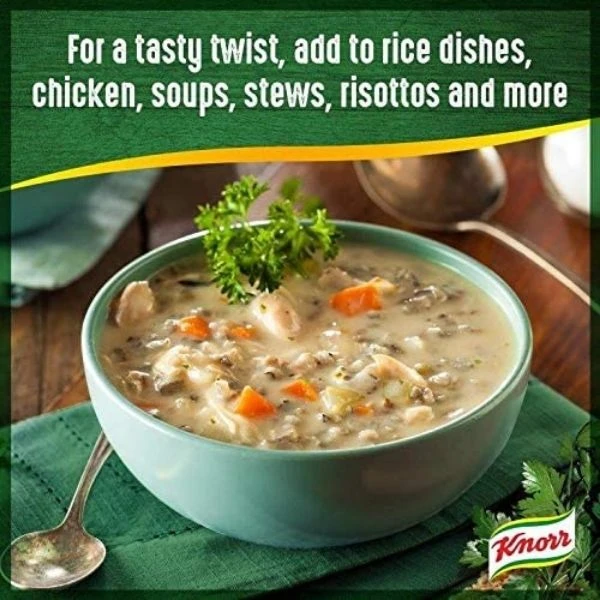 For a tasty twist, add to rice dishes,
chicken, soups, stews, risottos and more
Knorr